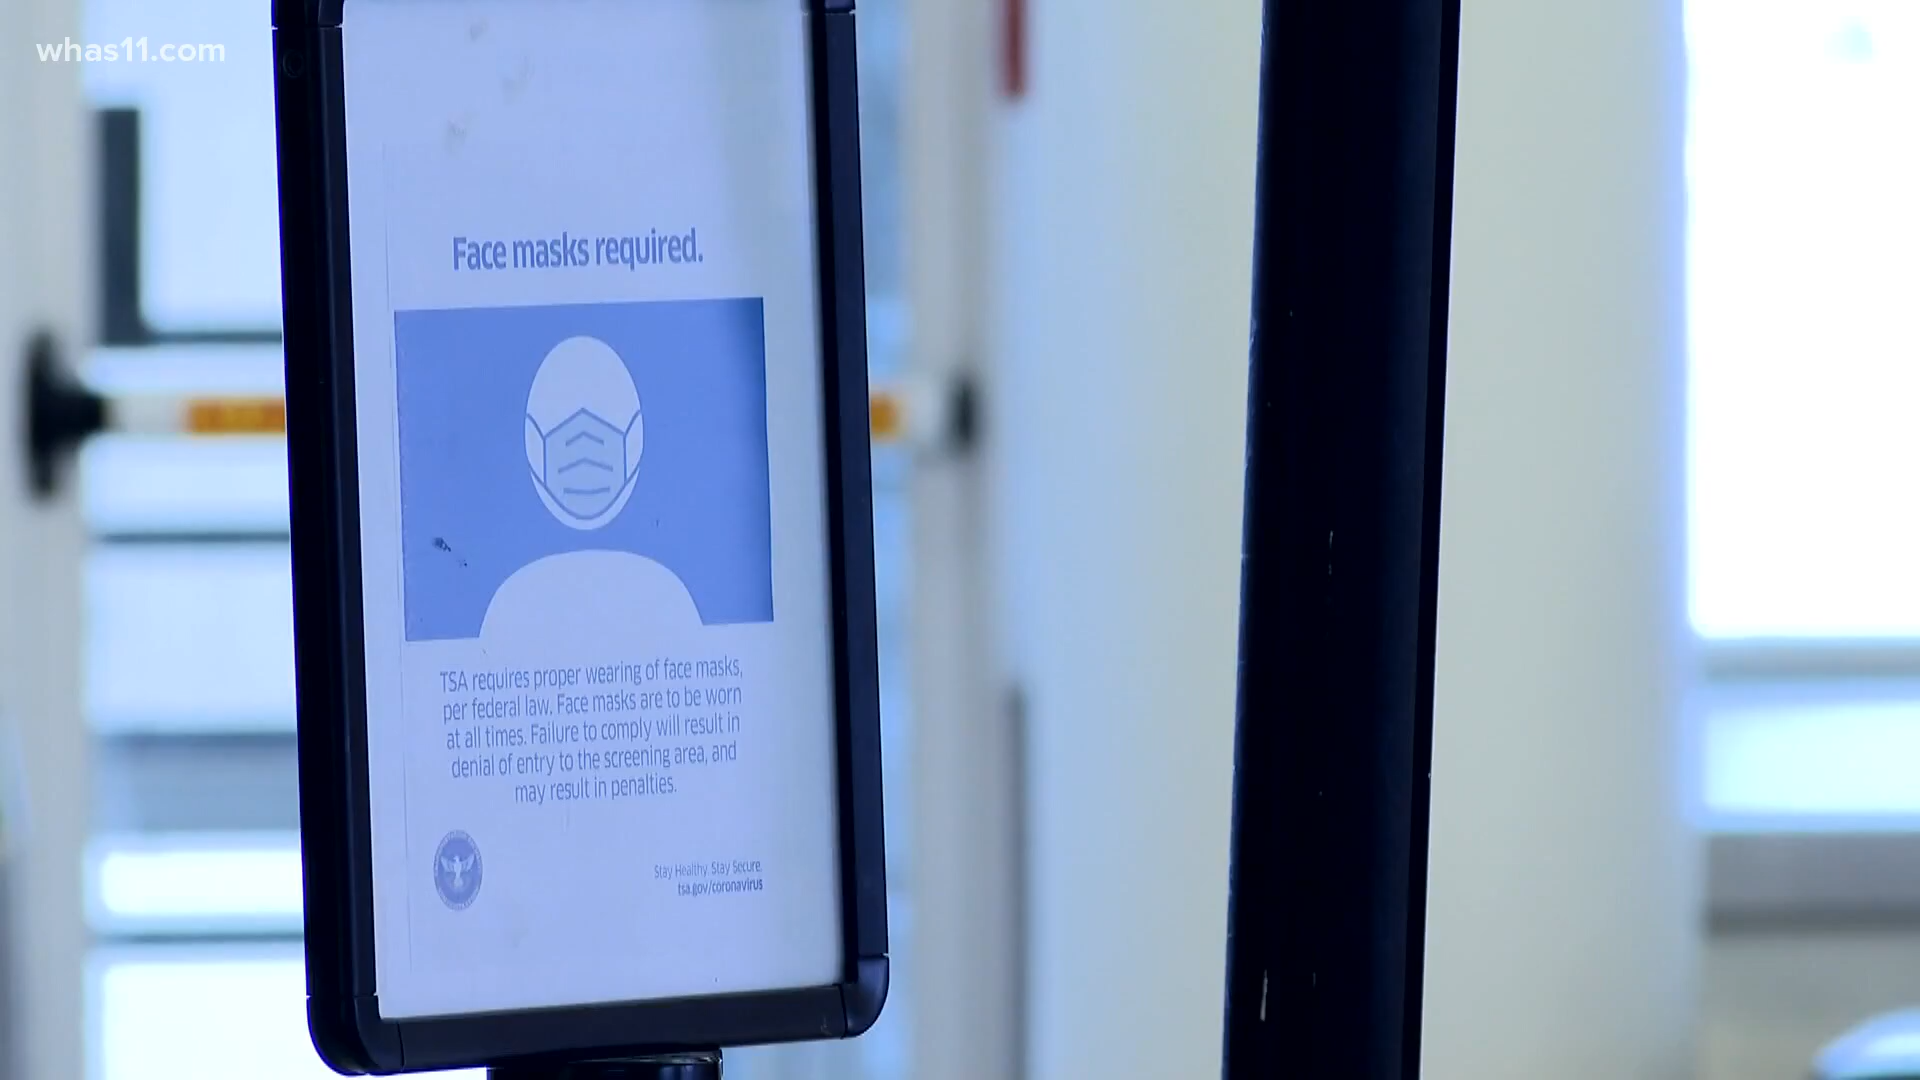 whas11.com
Face masks required.
TSA requires proper wearing of face masks,
per federal law. Face masks are to be worn
at all times. Failure to comply will result in
denial of entry to the screening area, and
may result in penalties.
Stay Healthy. Stay Secure.
tsa.gov/coronavirus